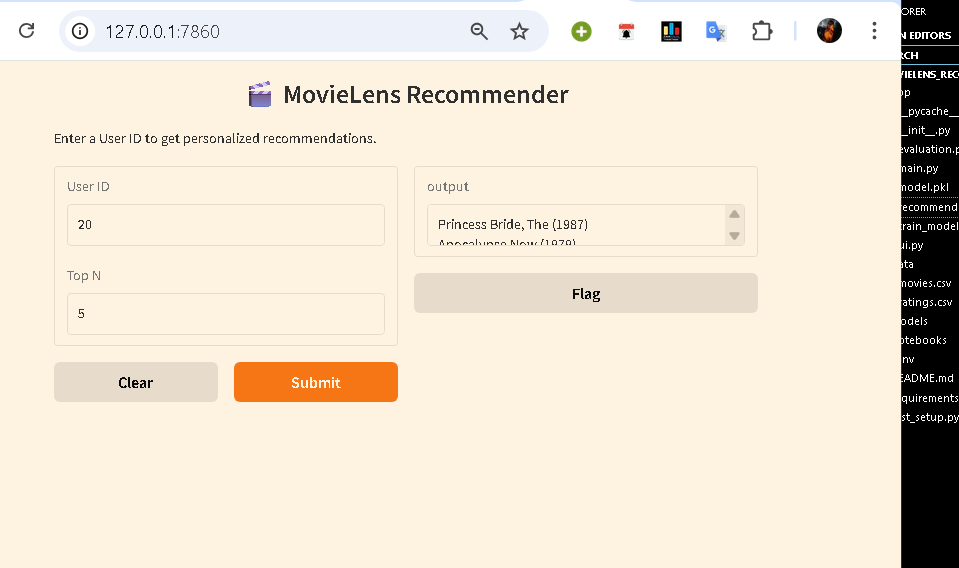 127.0.0.1:7860
MovieLens Recommender
Enter a User ID to get personalized recommendations.
User ID
20
Top N
5
Clear
Submit
output
Princess Bride, The (1987)
Apocalypse Now (1979)
Flag
ORER
N EDITORS
RCH
VIELENS_REC
pp
_pycache__
_init__.py
evaluation.p
main.py
model.pkl
recommend
train_model
ui.py
ata
movies.csv
ratings.csv
odels
otebooks
nv
EADME.md
quirements
st_setup.py